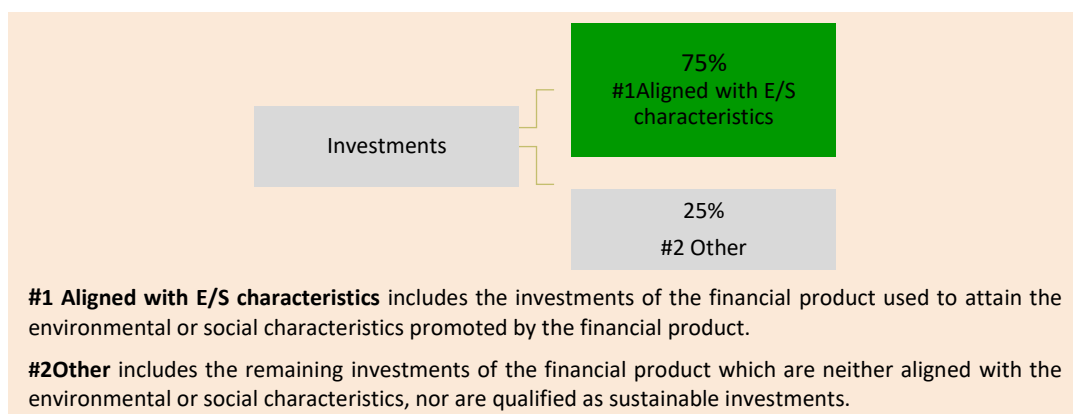 75%
#1Aligned with E/S
characteristics
Investments
25%
#2 Other
#1 Aligned with E/S characteristics includes the investments of the financial product used to attain the
environmental or social characteristics promoted by the financial product.
#2Other includes the remaining investments of the financial product which are neither aligned with the
environmental or social characteristics, nor are qualified as sustainable investments.